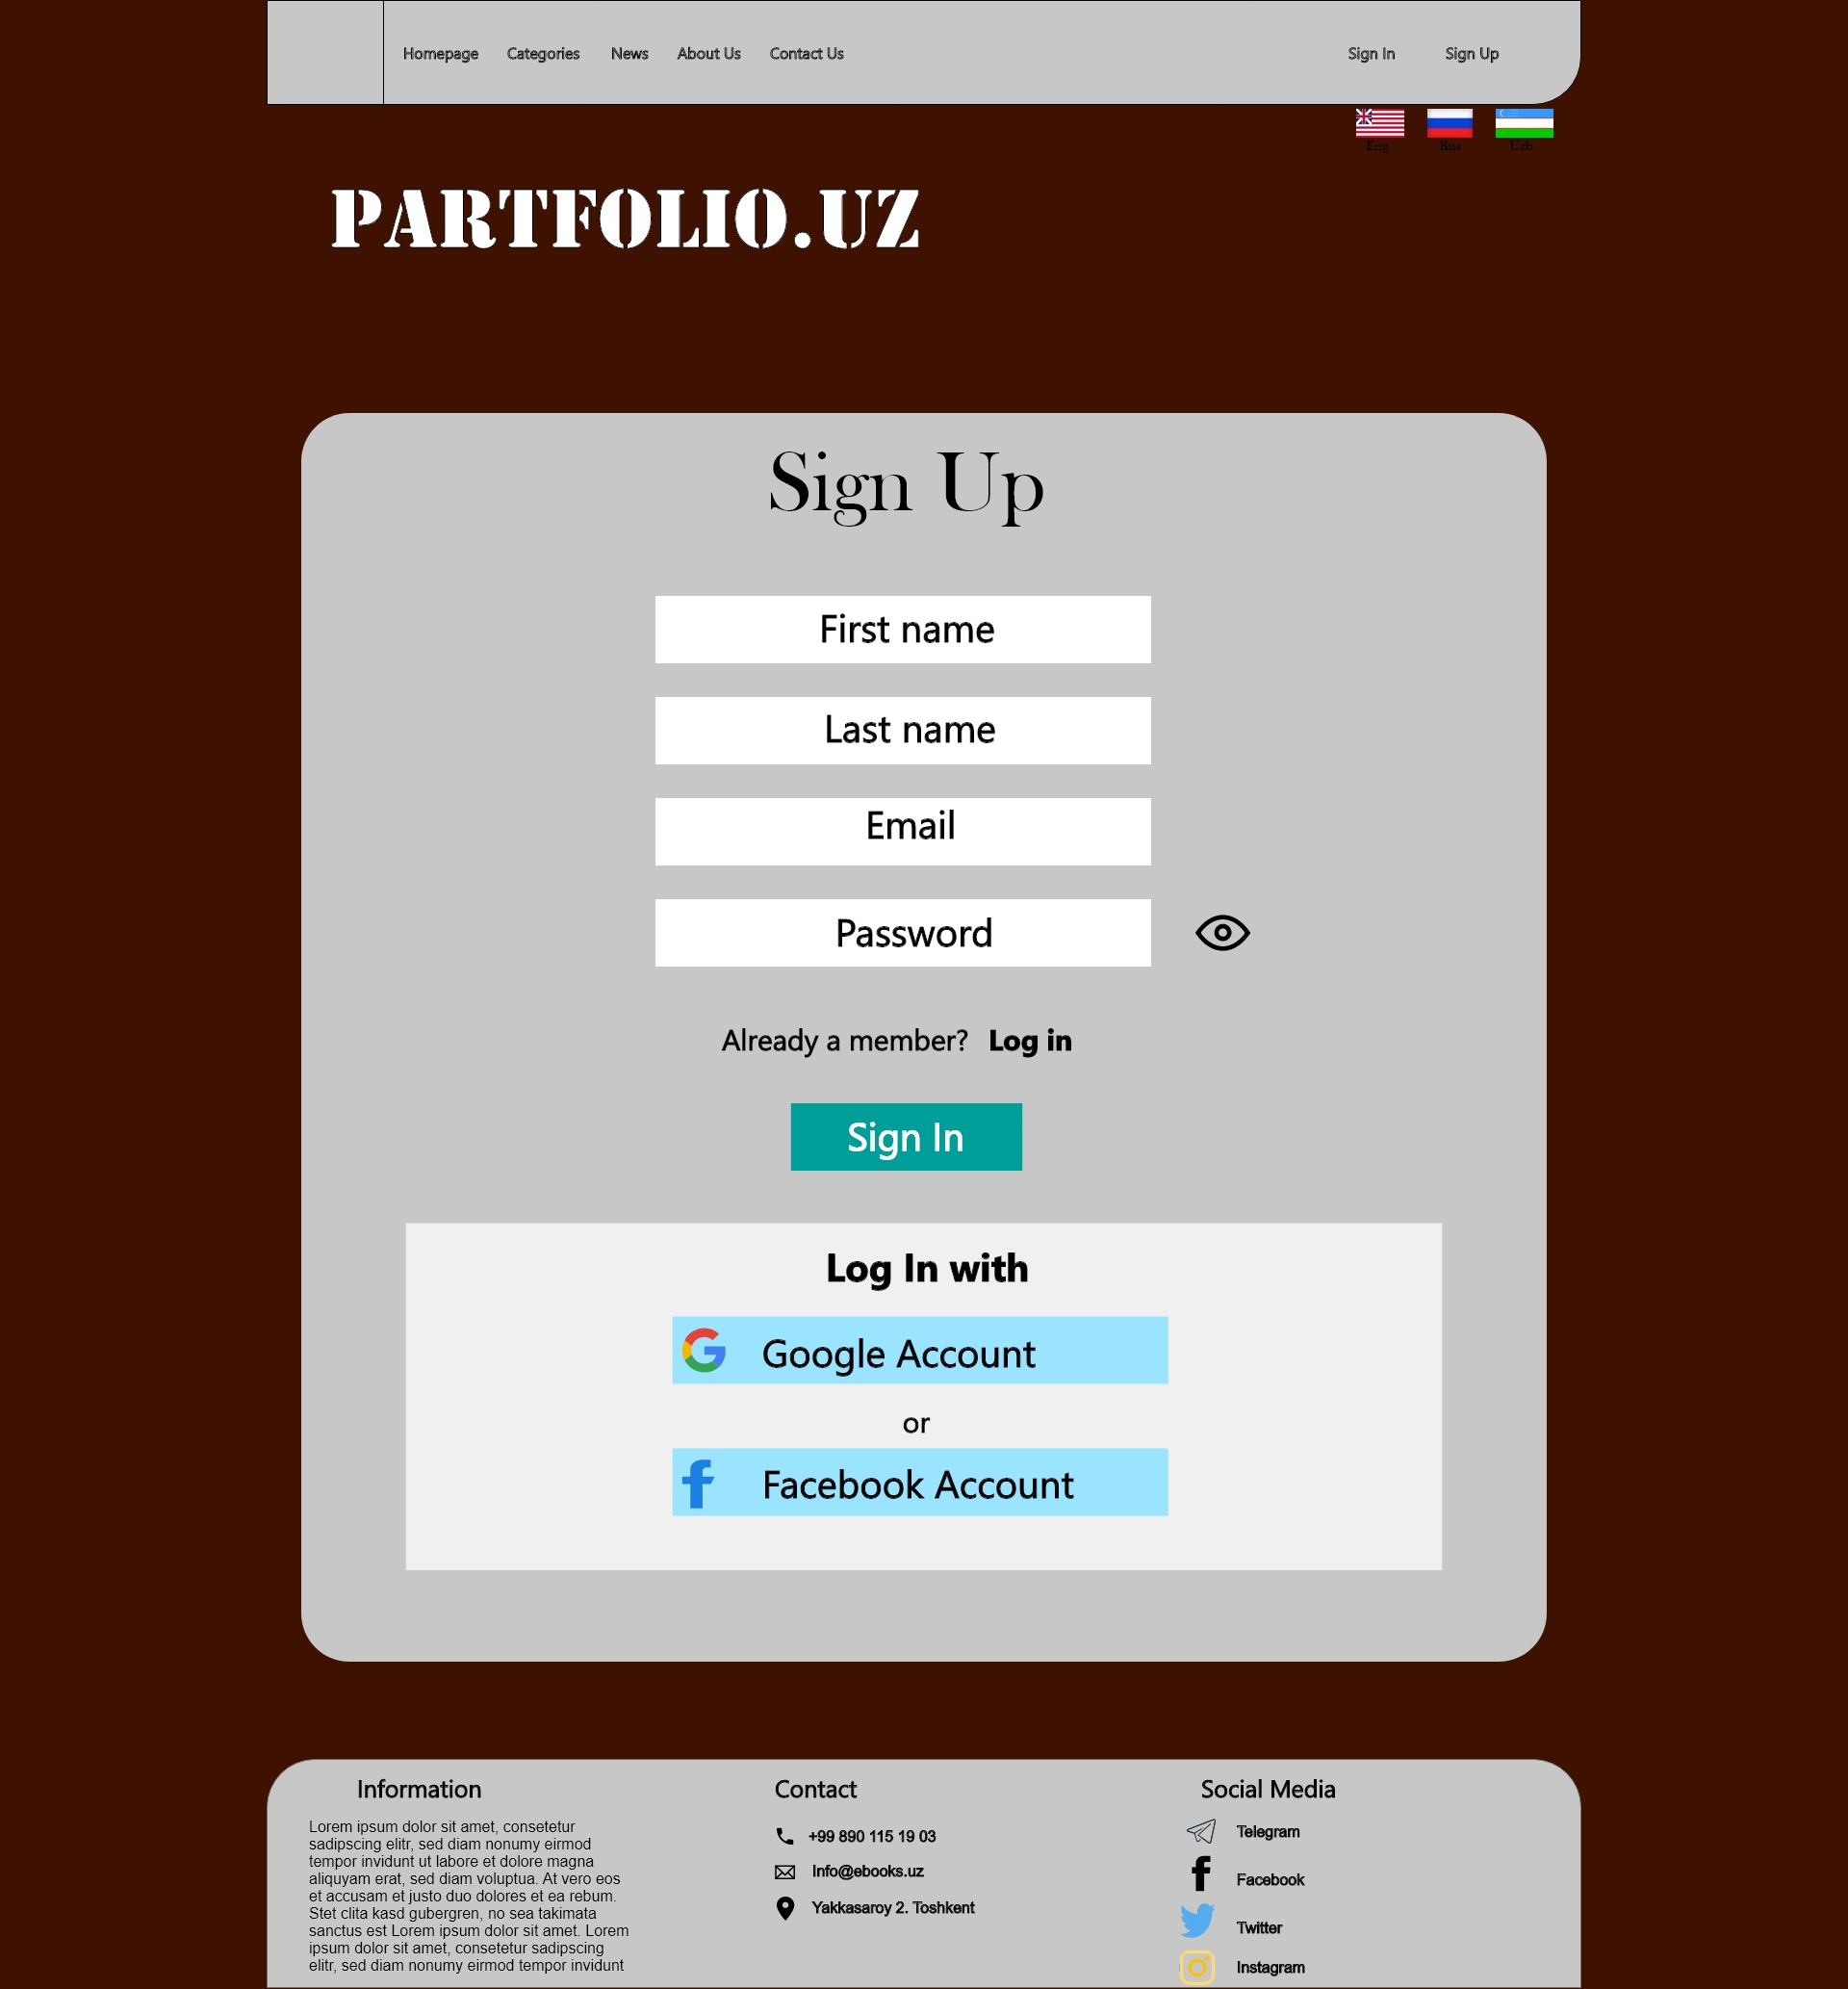 Homepage Categories News About Us Contact Us Sign In Sign Up
Eng Rus Uzb
PARTFOLIO.UZ
Sign Up
First name
Last name
Email
Password
Already a member? Log in
Sign In
Log In with
Google Account
or
Facebook Account
Information
Lorem ipsum dolor sit amet, consetetur
sadipscing elitr, sed diam nonumy eirmod
tempor invidunt ut labore et dolore magna
aliquyam erat, sed diam voluptua. At vero eos
et accusam et justo duo dolores et ea rebum.
Stet clita kasd gubergren, no sea takimata
sanctus est Lorem ipsum dolor sit amet. Lorem
ipsum dolor sit amet, consetetur sadipscing
elitr, sed diam nonumy eirmod tempor invidunt
Contact
+99 890 115 19 03
Info@ebooks.uz
Yakkasaroy 2. Toshkent
Social Media
Telegram
Facebook
Twitter
Instagram